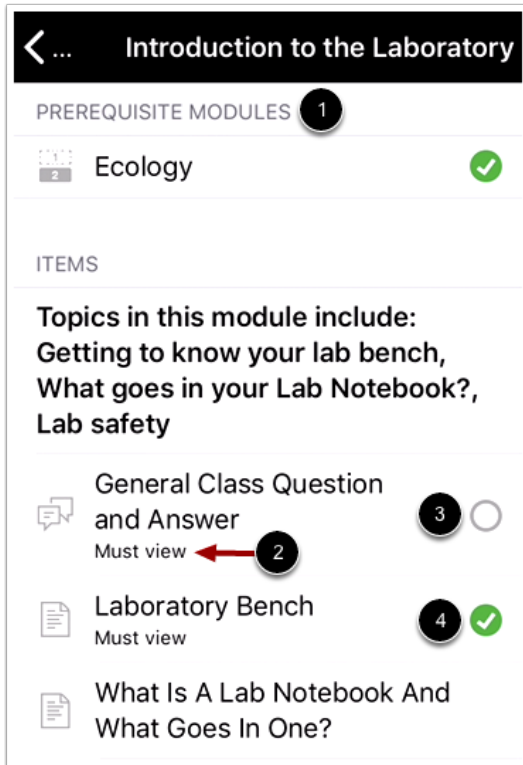 ... Introduction to the Laboratory
PREREQUISITE MODULES 1
1
2
Ecology
ITEMS
Topics in this module include:
Getting to know your lab bench,
What goes in your Lab Notebook?,
Lab safety
General Class Question
and Answer 3
Must view 2
Laboratory Bench 4
Must view
What Is A Lab Notebook And
What Goes In One?